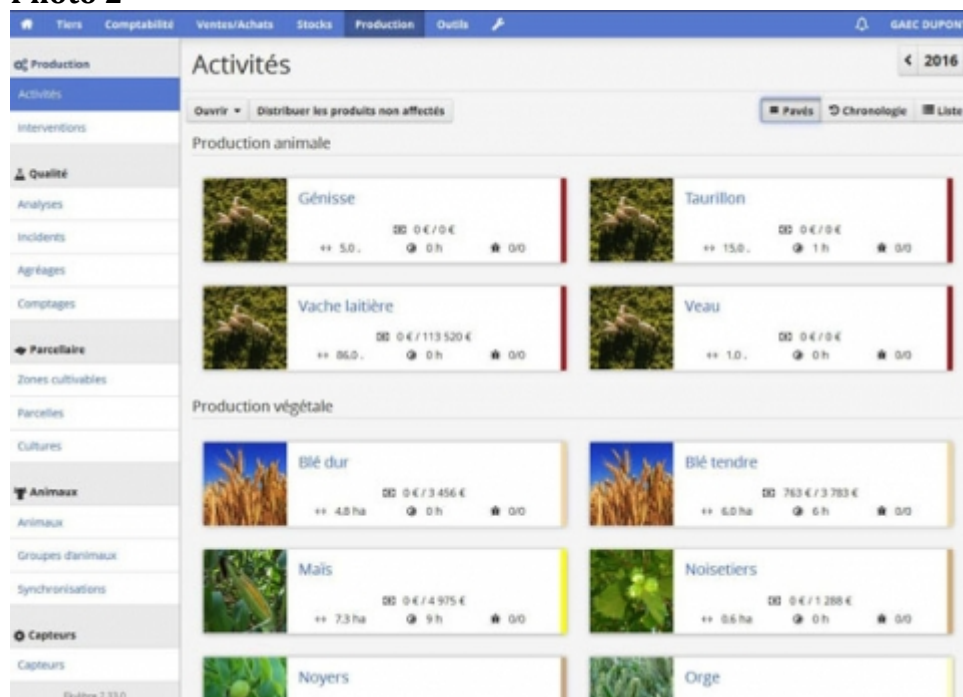 Photo 2
Tiers Comptabilité Ventes/Achats Stocks Production Outils GAEC DUPON
Production
Activités
Interventions
Qualité
Analyses
Incidents
Agréages
Comptages
Parcellaire
Zones cultivables
Parcelles
Cultures
Animaux
Animaux
Groupes d'animaux
Synchronisations
Capteurs
Capteurs
Ekylibre 2.33.0
Activités
2016
Ouvrir Distribuer les produits non affectés
Pavés Chronologie Liste
Production animale
Génisse
0 € / 0 €
5.0 . 0 h 0/0
Taurillon
0 € / 0 €
15.0 . 1 h 0/0
Vache laitière
0 € / 113 520 €
86.0 . 0 h 0/0
Veau
0 € / 0 €
1.0 . 0 h 0/0
Production végétale
Blé dur
0 € / 3 456 €
4.8 ha 0 h 0/0
Blé tendre
763 € / 3 783 €
6.0 ha 6 h 0/0
Maïs
0 € / 4 975 €
7.3 ha 9 h 0/0
Noisetiers
0 € / 1 288 €
0.6 ha 0 h 0/0
Noyers
Orge